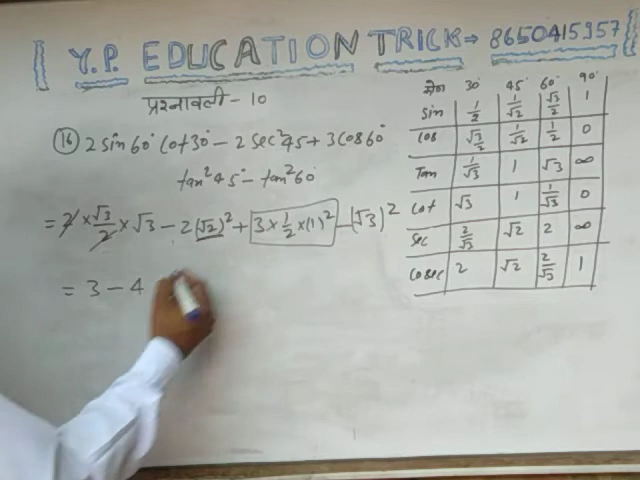 Y.P. EDUCATION TRICK → 8650415957
प्रश्नावली - 10
16 2 sin 60° Cot 30° - 2 Sec² 45 + 3 Cos 60°
tan² 45° - tan² 60°
= 2 × √3/2 × √3 - 2 (√2)² + 3 × 1/2 × (1)² - (√3)²
= 3 - 4
30° 45° 60° 90°
Sin 1/2 1/√2 √3/2 1
Cos √3/2 1/√2 1/2 0
Tan 1/√3 1 √3 ∞
Cot √3 1 1/√3 0
Sec 2/√3 √2 2 ∞
Cosec 2 √2 2/√3 1